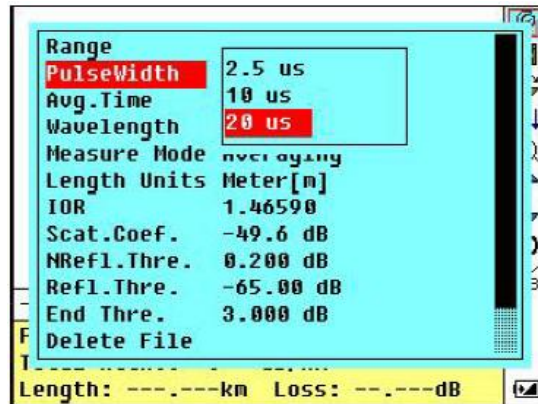 Range
PulseWidth
Avg.Time
Wavelength
2.5 us
10 us
20 us
Measure Mode Averaging
Length Units Meter[m]
IOR 1.46590
Scat.Coef. -49.6 dB
NRefl.Thre. 0.200 dB
Refl.Thre. -65.00 dB
End Thre. 3.000 dB
Delete File
Length: ---.---km Loss: --.---dB